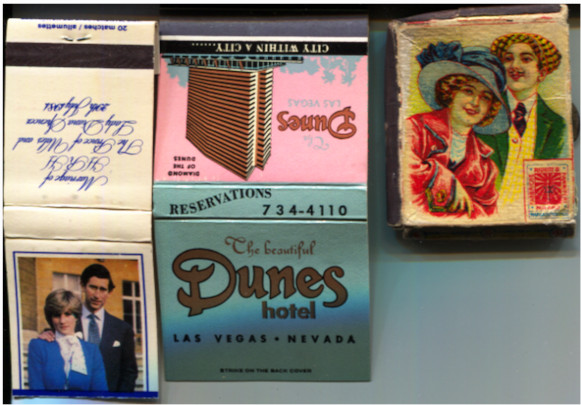 20 matches / allumettes
Marriage of
H.R.H.
The Prince of Wales and
Lady Diana Spencer
29th July 1981
CITY WITHIN A CITY......
The
Dunes
LAS VEGAS
DIAMOND
OF THE
DUNES
RESERVATIONS
734-4110
The beautiful
Dunes
hotel
LAS VEGAS • NEVADA
STRIKE ON THE BACK COVER